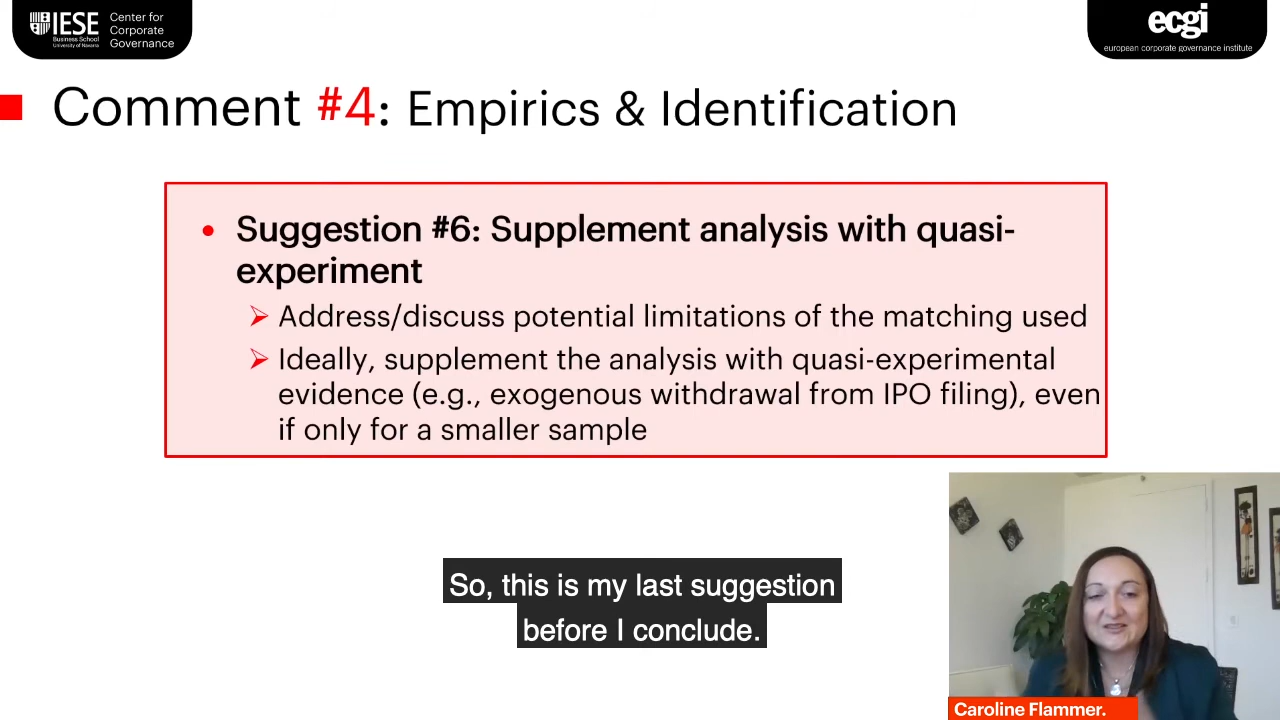 IESE
Business School
University of Navarra
Center for
Corporate
Governance
ecgi
european corporate governance institute
Comment #4: Empirics & Identification
• Suggestion #6: Supplement analysis with quasi-
experiment
➢ Address/discuss potential limitations of the matching used
➢ Ideally, supplement the analysis with quasi-experimental
evidence (e.g., exogenous withdrawal from IPO filing), even
if only for a smaller sample
So, this is my last suggestion
before I conclude.
Caroline Flammer.